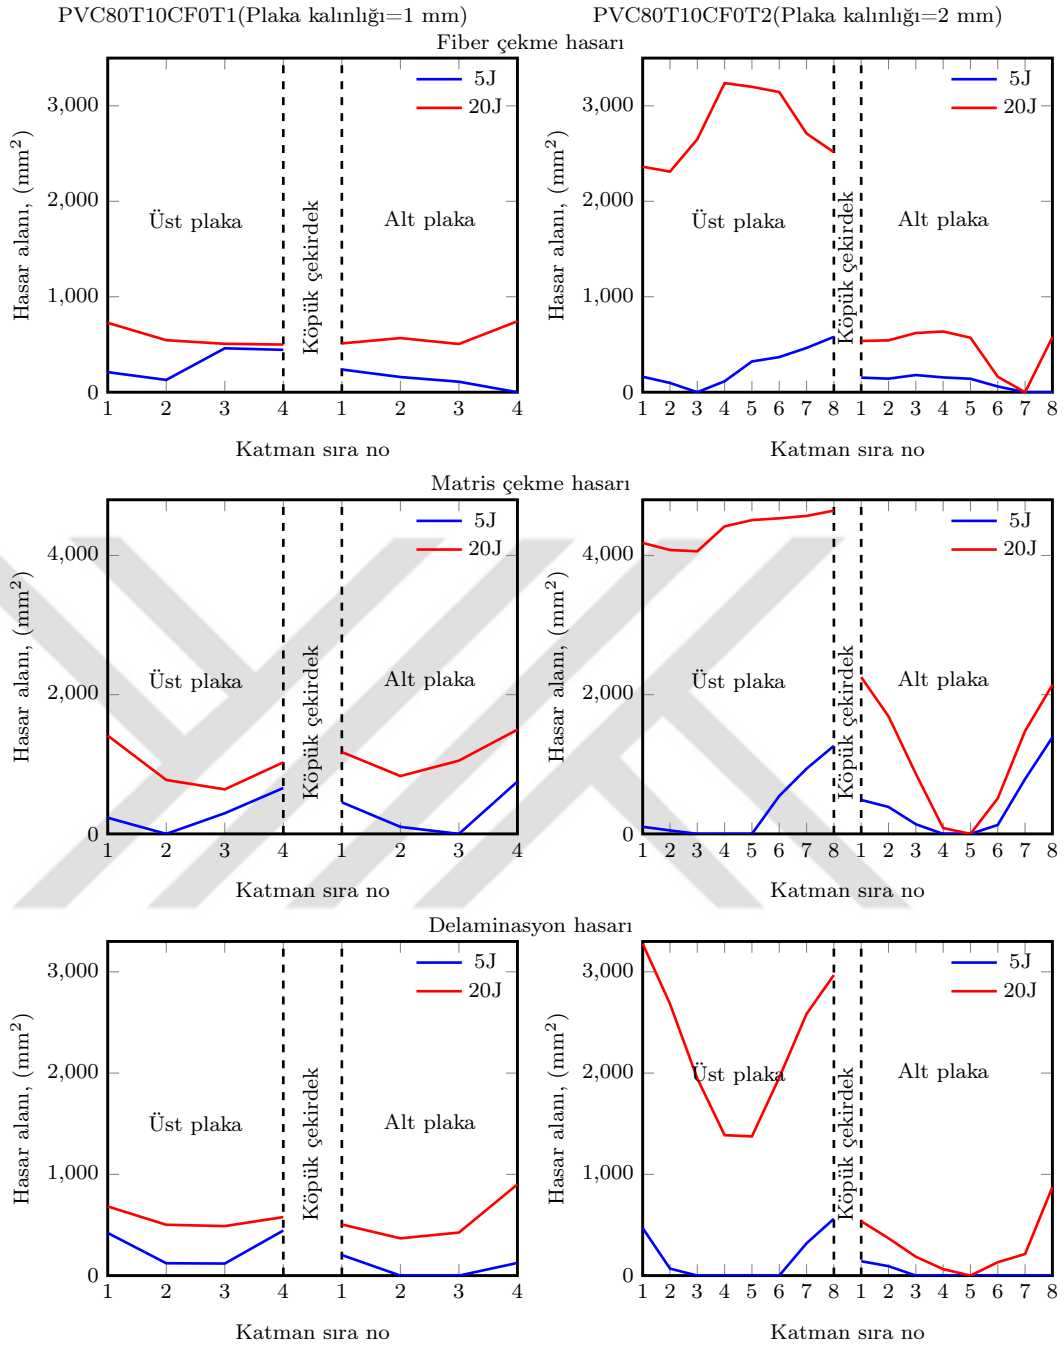 PVC80T10CF0T1(Plaka kalınlığı=1 mm)
PVC80T10CF0T2(Plaka kalınlığı=2 mm)
Fiber çekme hasarı
Hasar alanı, (mm²)
3,000
2,000
1,000
0
5J
20J
Üst plaka
Köpük çekirdek
Alt plaka
1 2 3 4 1 2 3 4
Katman sıra no
Hasar alanı, (mm²)
3,000
2,000
1,000
0
5J
20J
Üst plaka
Köpük çekirdek
Alt plaka
1 2 3 4 5 6 7 8 1 2 3 4 5 6 7 8
Katman sıra no
Matris çekme hasarı
Hasar alanı, (mm²)
4,000
2,000
0
5J
20J
Üst plaka
Köpük çekirdek
Alt plaka
1 2 3 4 1 2 3 4
Katman sıra no
Hasar alanı, (mm²)
4,000
2,000
0
5J
20J
Üst plaka
Köpük çekirdek
Alt plaka
1 2 3 4 5 6 7 8 1 2 3 4 5 6 7 8
Katman sıra no
Delaminasyon hasarı
Hasar alanı, (mm²)
3,000
2,000
1,000
0
5J
20J
Üst plaka
Köpük çekirdek
Alt plaka
1 2 3 4 1 2 3 4
Katman sıra no
Hasar alanı, (mm²)
3,000
2,000
1,000
0
5J
20J
Üst plaka
Köpük çekirdek
Alt plaka
1 2 3 4 5 6 7 8 1 2 3 4 5 6 7 8
Katman sıra no